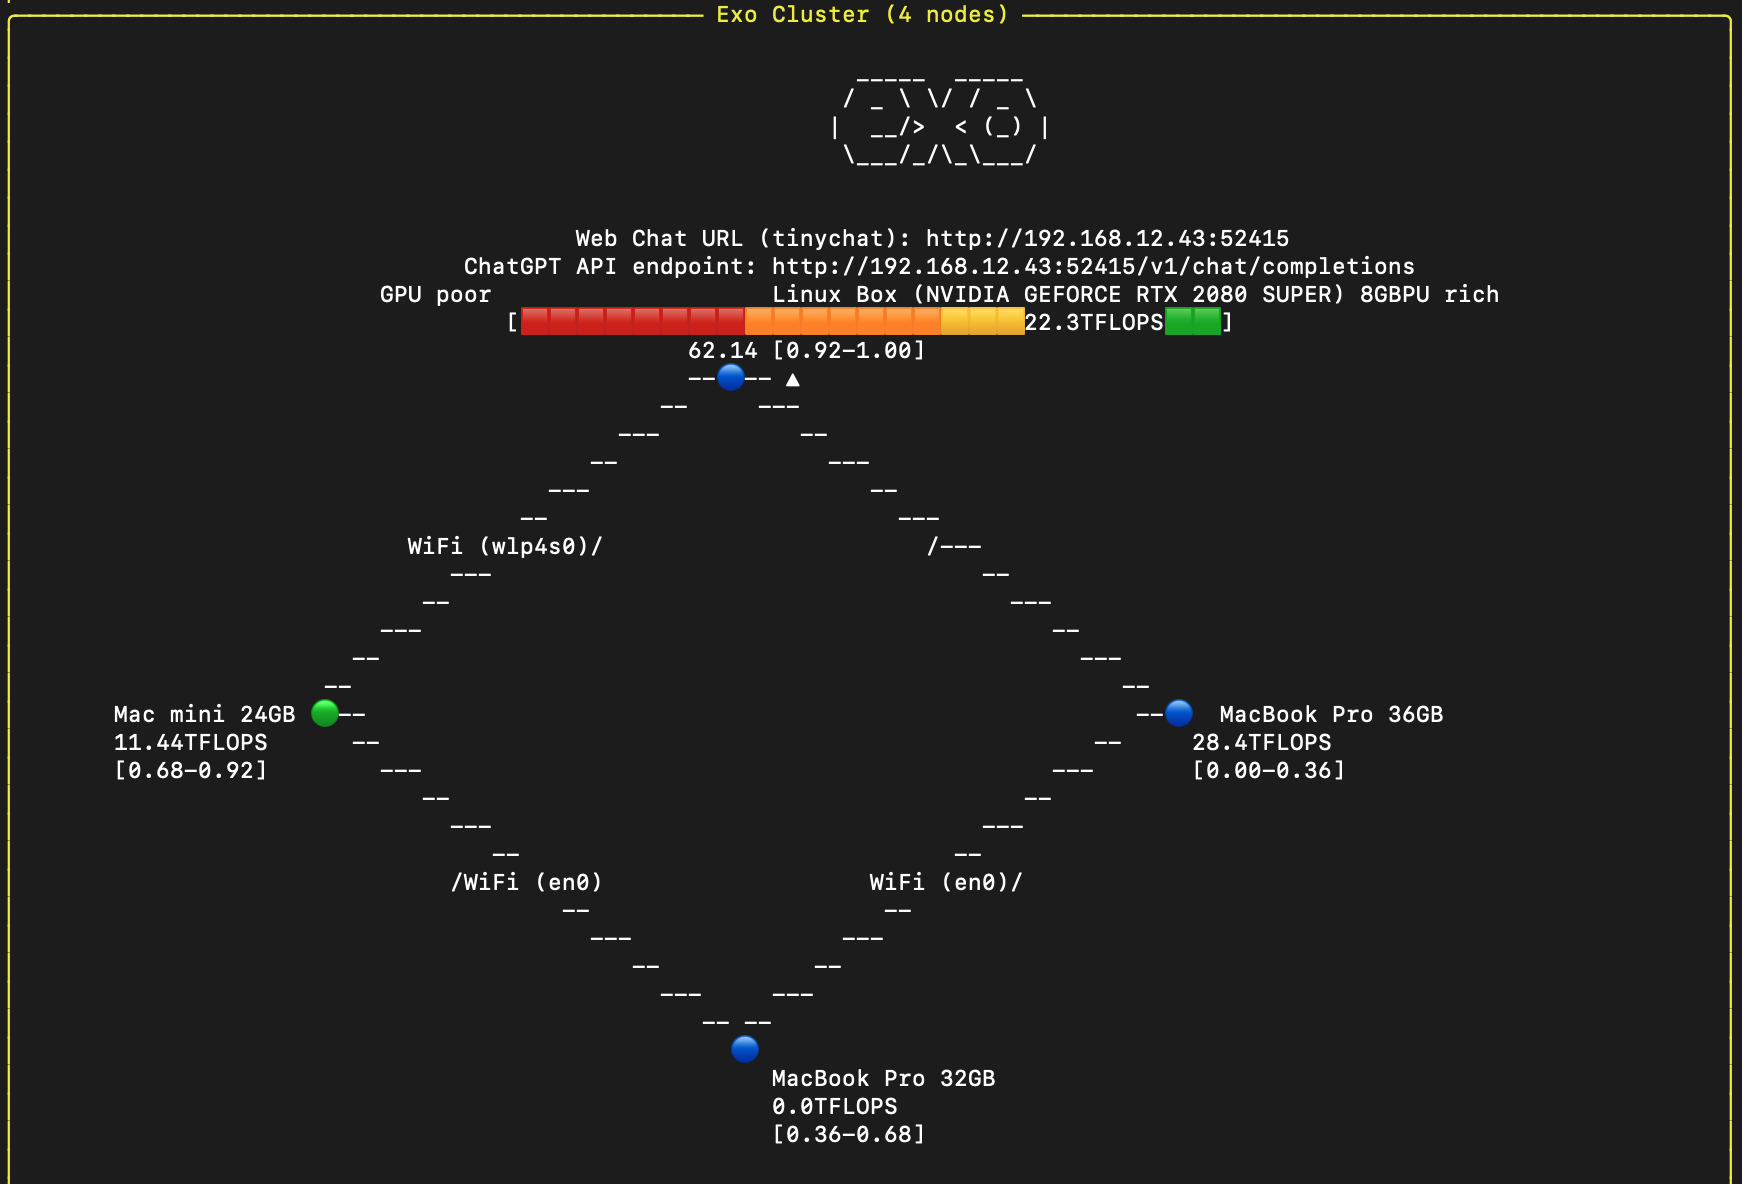 Exo Cluster (4 nodes)
  _____  _____
 / _ \ \/ / _ \
|  __/>  < (_) |
 \___/_/\_\___/
Web Chat URL (tinychat): http://192.168.12.43:52415
ChatGPT API endpoint: http://192.168.12.43:52415/v1/chat/completions
GPU poor Linux Box (NVIDIA GEFORCE RTX 2080 SUPER) 8GBPU rich
[22.3TFLOPS]
62.14 [0.92-1.00]
▲
WiFi (wlp4s0)/ /---
Mac mini 24GB
11.44TFLOPS
[0.68-0.92]
MacBook Pro 36GB
28.4TFLOPS
[0.00-0.36]
/WiFi (en0) WiFi (en0)/
MacBook Pro 32GB
0.0TFLOPS
[0.36-0.68]